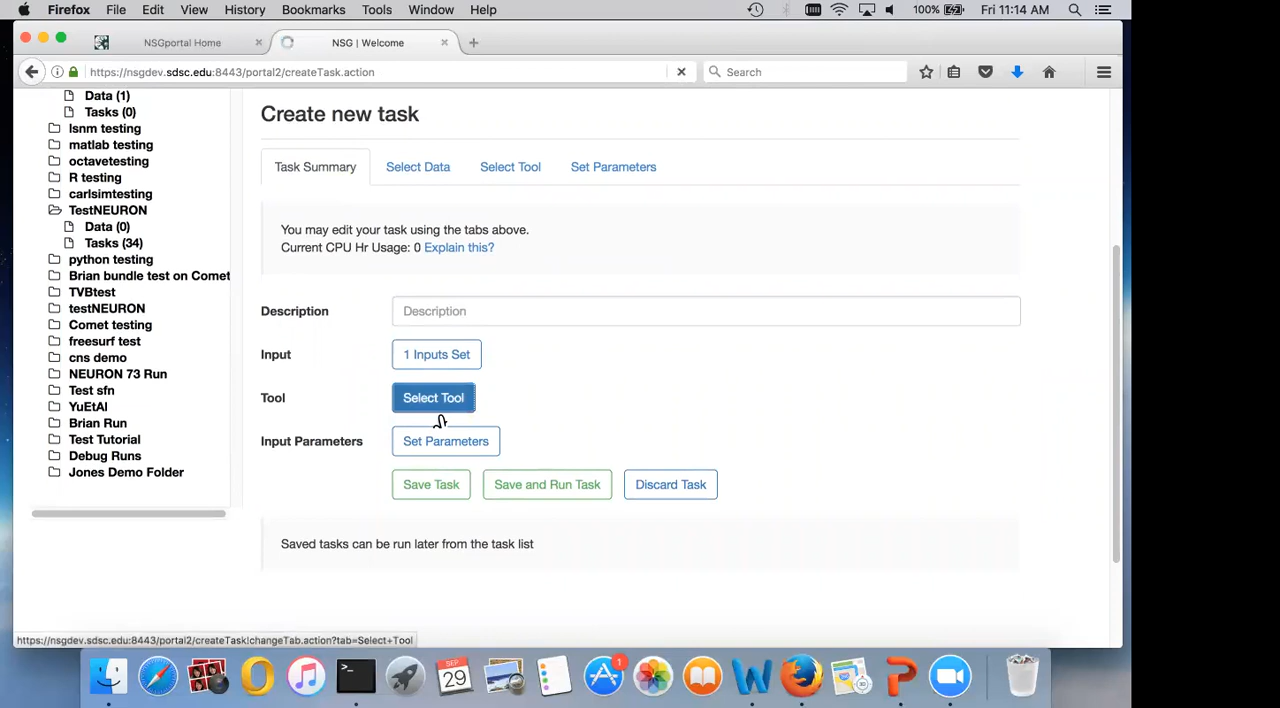 Firefox File Edit View History Bookmarks Tools Window Help 100% Fri 11:14 AM
NSGportal Home NSG | Welcome
https://nsgdev.sdsc.edu:8443/portal2/createTask.action Search
Data (1)
Tasks (0)
lsnm testing
matlab testing
octavetesting
R testing
carlsimtesting
TestNEURON
Data (0)
Tasks (34)
python testing
Brian bundle test on Comet
TVBtest
testNEURON
Comet testing
freesurf test
cns demo
NEURON 73 Run
Test sfn
YuEtAl
Brian Run
Test Tutorial
Debug Runs
Jones Demo Folder
Create new task
Task Summary Select Data Select Tool Set Parameters
You may edit your task using the tabs above.
Current CPU Hr Usage: 0 Explain this?
Description Description
Input 1 Inputs Set
Tool Select Tool
Input Parameters Set Parameters
Save Task Save and Run Task Discard Task
Saved tasks can be run later from the task list
https://nsgdev.sdsc.edu:8443/portal2/createTask!changeTab.action?tab=Select+Tool
SEP
29
1